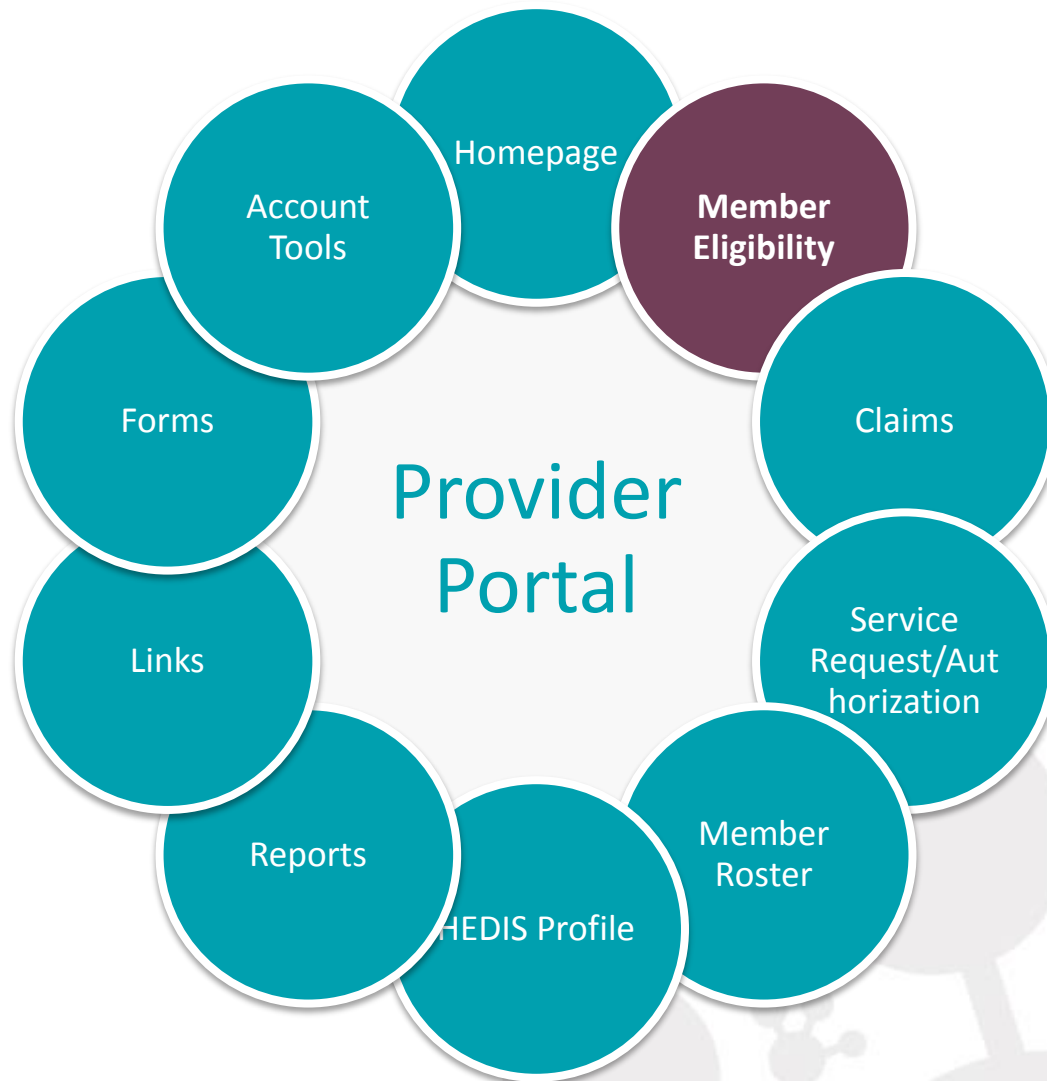 Homepage
Member
Eligibility
Claims
Service
Request/Aut
horization
Member
Roster
HEDIS Profile
Reports
Links
Forms
Account
Tools
Provider
Portal